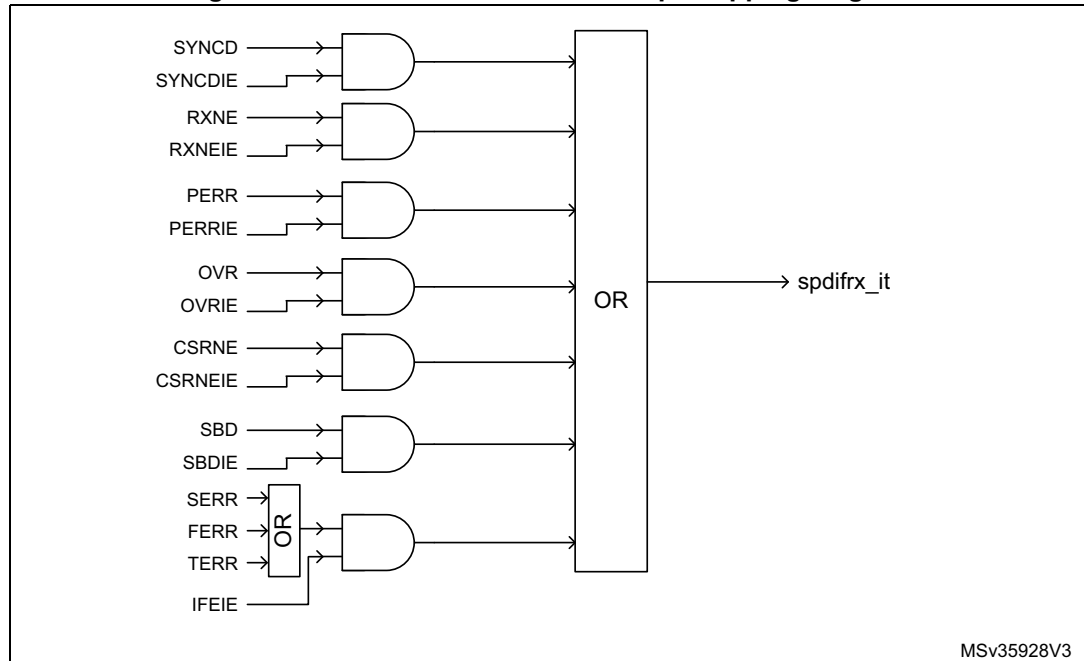 SYNCD
SYNCDIE
RXNE
RXNEIE
PERR
PERRIE
OVR
OVRIE
CSRNE
CSRNEIE
SBD
SBDIE
SERR
FERR
TERR
OR
IFEIE
OR
spdifrx_it
MSv35928V3